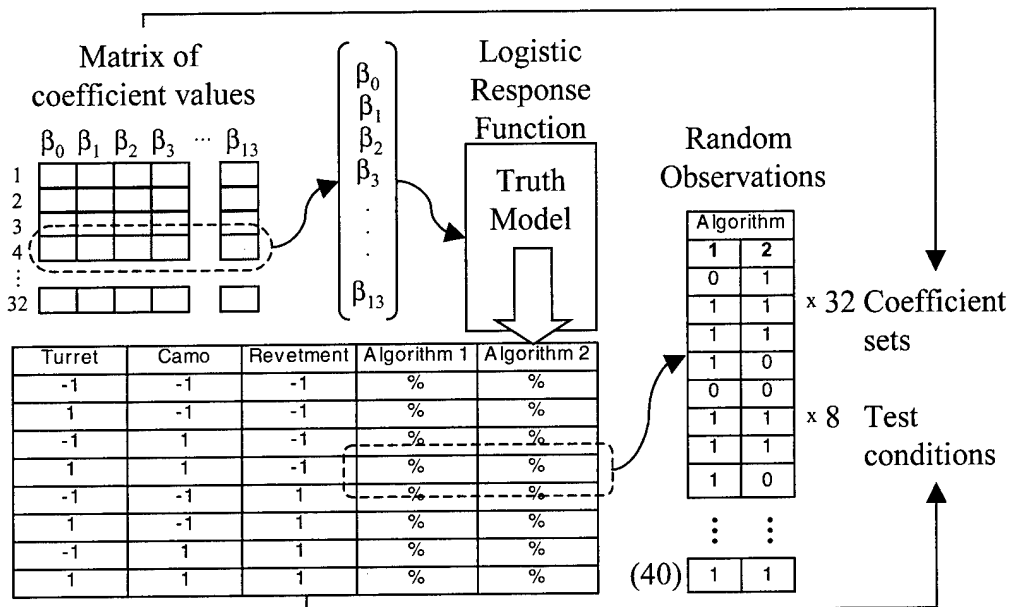 Matrix of
coefficient values
β0 β1 β2 β3 ... β13
1
2
3
4
⋮
32
β0
β1
β2
β3
.
.
.
β13
Logistic
Response
Function
Truth
Model
Random
Observations
Algorithm
1 2
0 1
1 1
1 1
1 0
0 0
1 1
1 1
1 0
⋮ ⋮
(40) 1 1
x 32 Coefficient
sets
x 8 Test
conditions
Turret Camo Revetment Algorithm 1 Algorithm 2
-1 -1 -1 % %
1 -1 -1 % %
-1 1 -1 % %
1 1 -1 % %
-1 -1 1 % %
1 -1 1 % %
-1 1 1 % %
1 1 1 % %